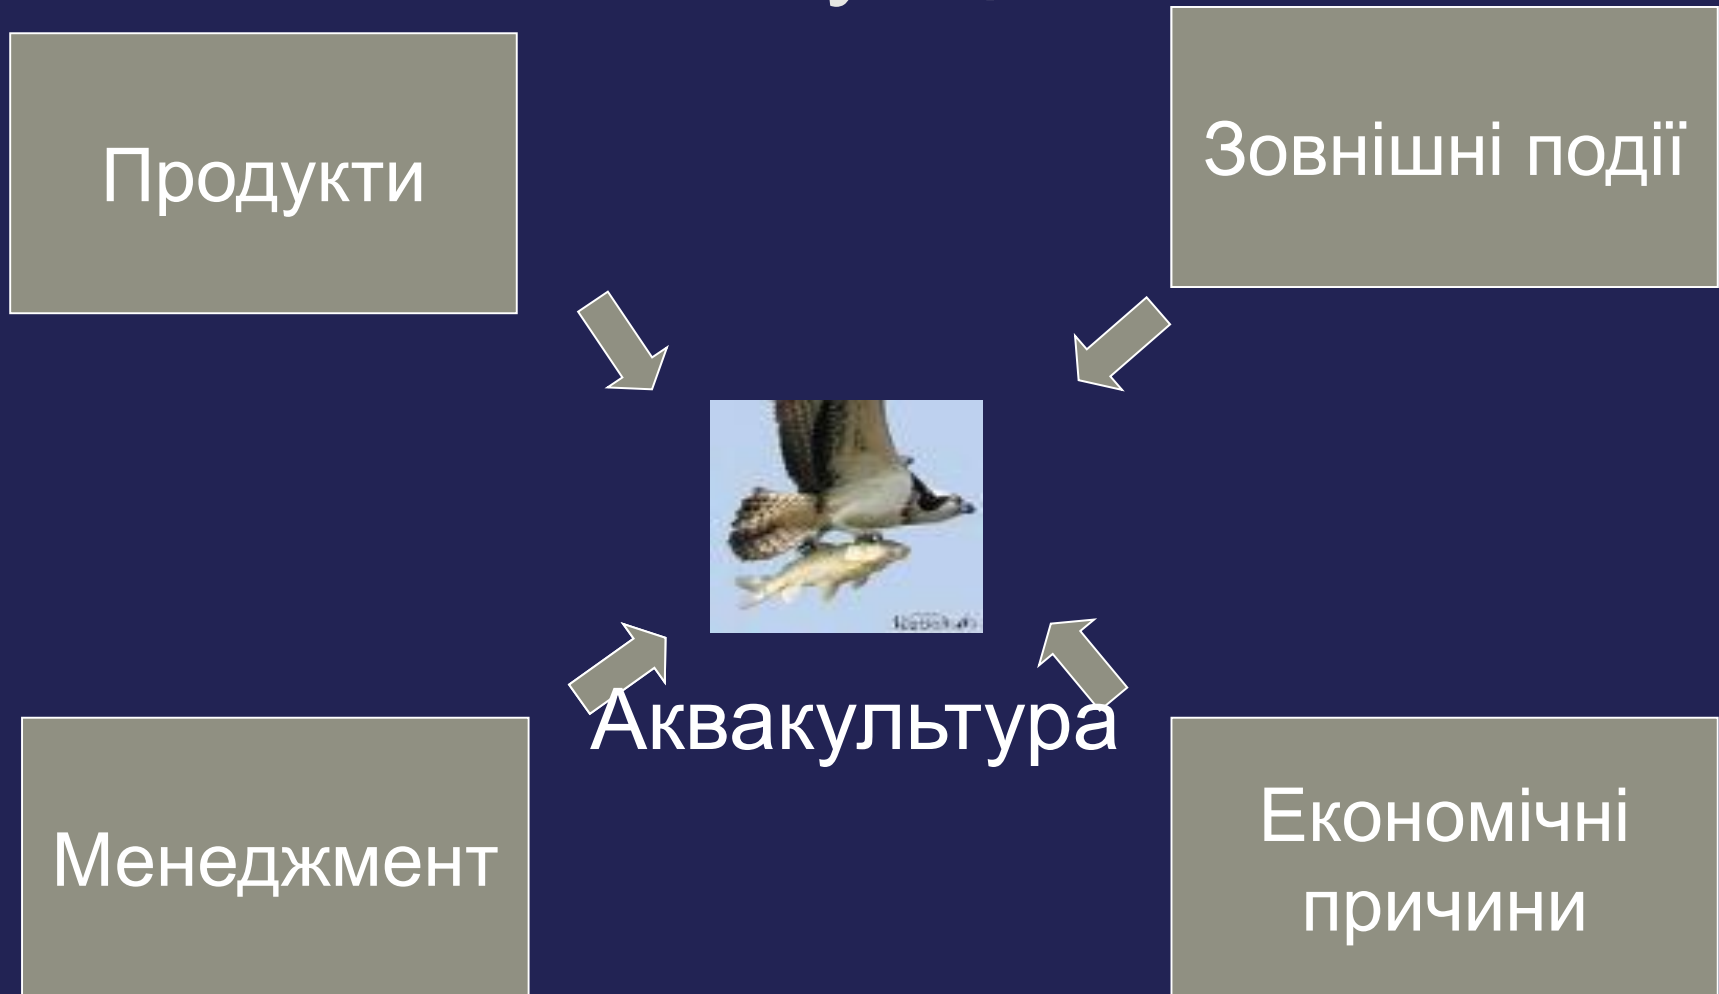 Продукти
Зовнішні події
Аквакультура
Менеджмент
Економічні
причини